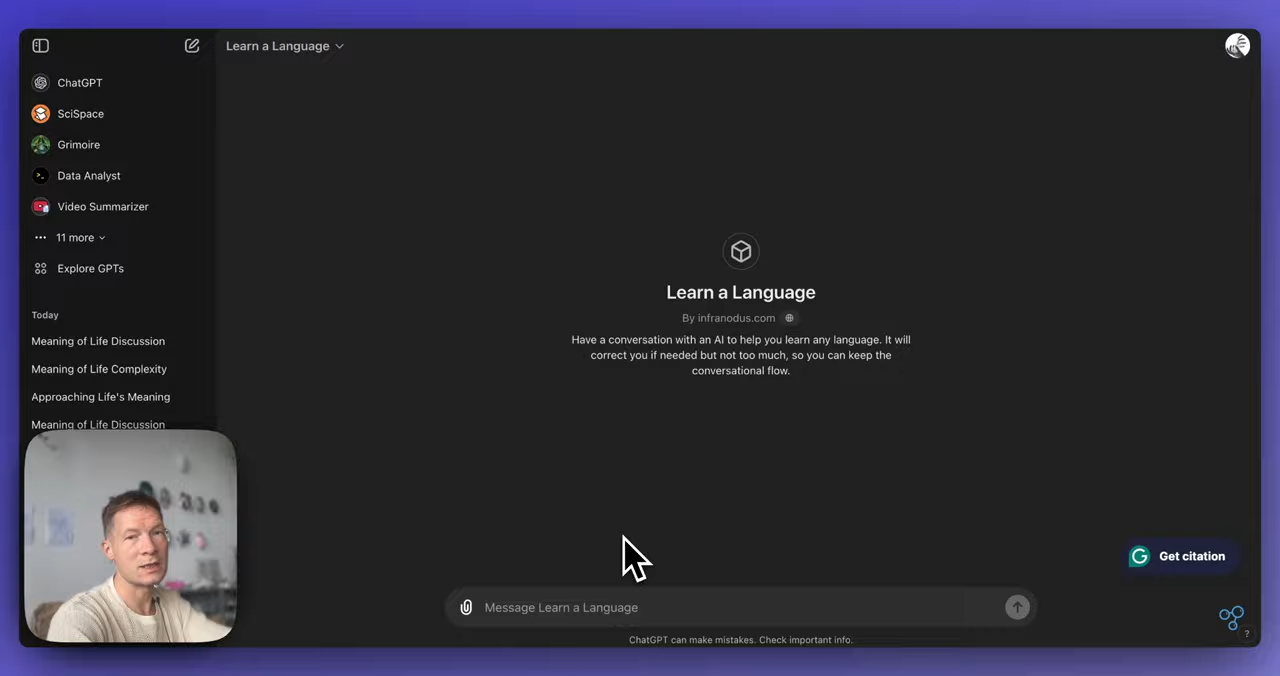 Learn a Language
ChatGPT
SciSpace
Grimoire
Data Analyst
Video Summarizer
11 more
Explore GPTs
Today
Meaning of Life Discussion
Meaning of Life Complexity
Approaching Life's Meaning
Meaning of Life Discussion
Learn a Language
By infranodus.com
Have a conversation with an AI to help you learn any language. It will
correct you if needed but not too much, so you can keep the
conversational flow.
Get citation
Message Learn a Language
ChatGPT can make mistakes. Check important info.
?